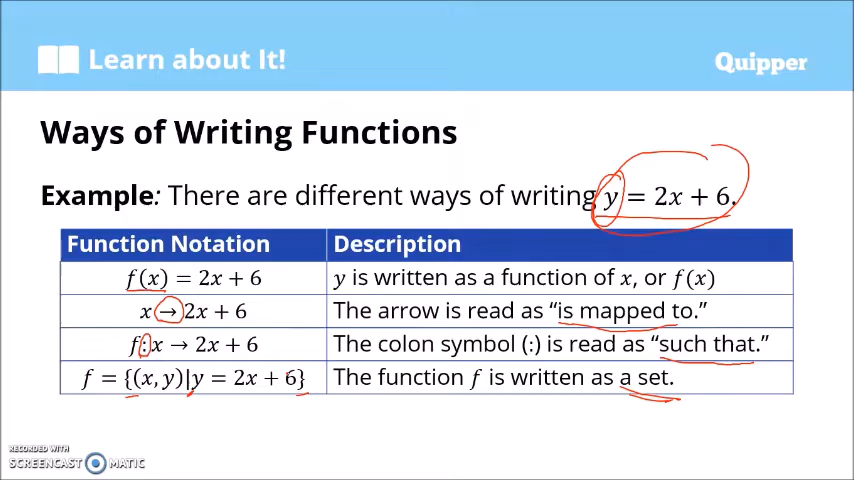 Learn about It!
Quipper
Ways of Writing Functions
Example: There are different ways of writing y = 2x + 6.
Function Notation Description
f(x) = 2x + 6 y is written as a function of x, or f(x)
x → 2x + 6 The arrow is read as “is mapped to.”
f: x → 2x + 6 The colon symbol (:) is read as “such that.”
f = {(x, y)|y = 2x + 6} The function f is written as a set.
RECORDED WITH
SCREENCAST MATIC